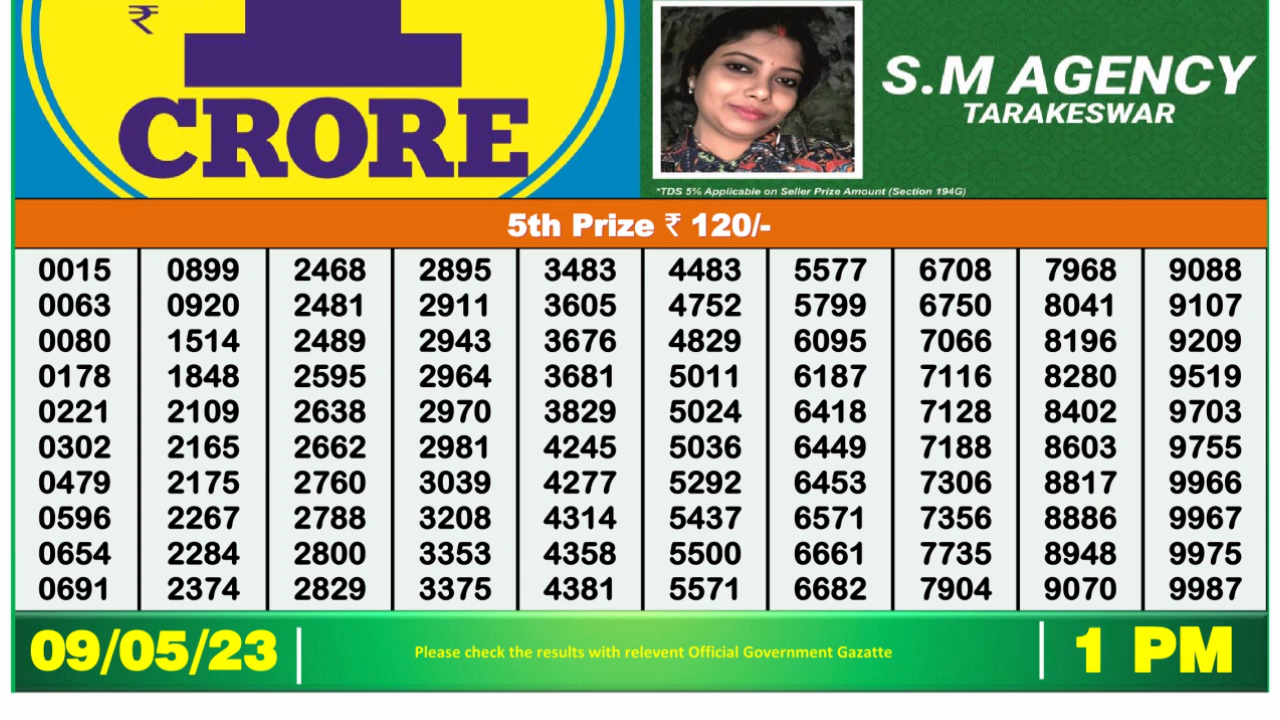 ₹
1
CRORE
S.M AGENCY
TARAKESWAR
*TDS 5% Applicable on Seller Prize Amount (Section 194G)
5th Prize ₹ 120/-
0015 0899 2468 2895 3483 4483 5577 6708 7968 9088
0063 0920 2481 2911 3605 4752 5799 6750 8041 9107
0080 1514 2489 2943 3676 4829 6095 7066 8196 9209
0178 1848 2595 2964 3681 5011 6187 7116 8280 9519
0221 2109 2638 2970 3829 5024 6418 7128 8402 9703
0302 2165 2662 2981 4245 5036 6449 7188 8603 9755
0479 2175 2760 3039 4277 5292 6453 7306 8817 9966
0596 2267 2788 3208 4314 5437 6571 7356 8886 9967
0654 2284 2800 3353 4358 5500 6661 7735 8948 9975
0691 2374 2829 3375 4381 5571 6682 7904 9070 9987
09/05/23
Please check the results with relevent Official Government Gazatte
1 PM